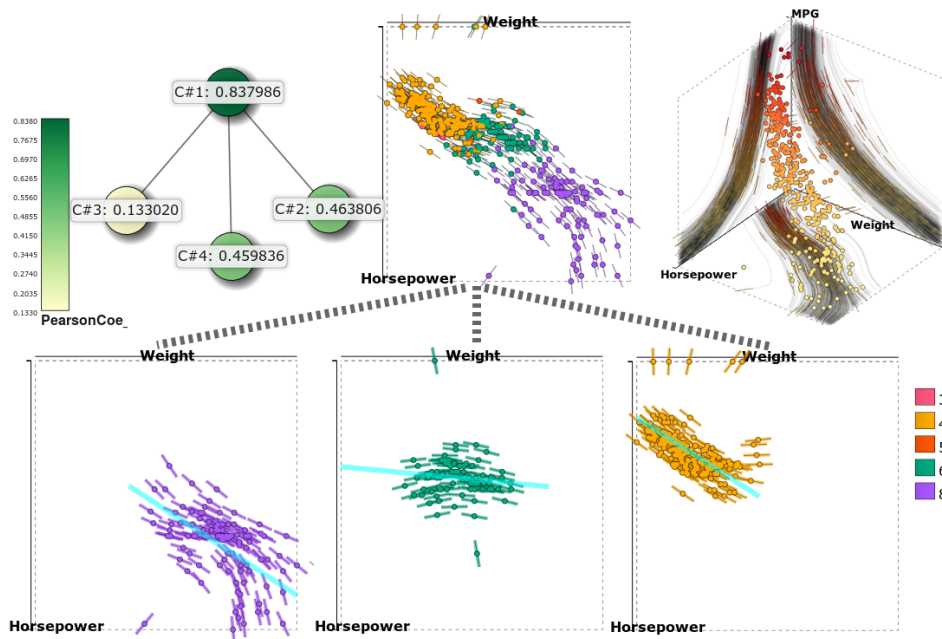 Weight
MPG
C#1: 0.837986
0.8380
0.7675
0.6970
0.6265
0.5560
0.4855
0.4150
0.3445
0.2740
0.2035
0.1330
C#3: 0.133020
C#2: 0.463806
C#4: 0.459836
PearsonCoe_
Horsepower
Weight
Horsepower
Weight
Weight
Weight
3
4
5
6
8
Horsepower
Horsepower
Horsepower